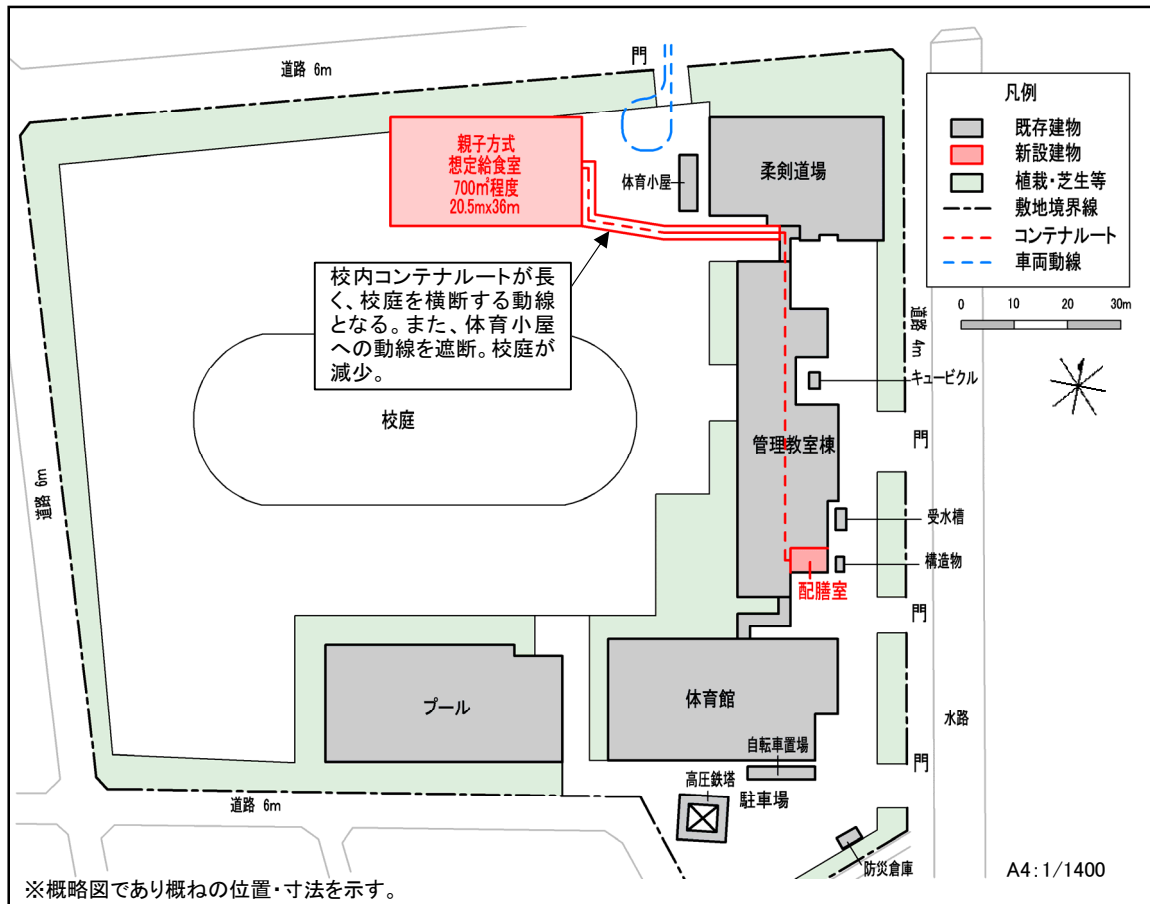 道路 6m
門
凡例
既存建物
新設建物
植栽・芝生等
敷地境界線
コンテナルート
車両動線
0 10 20 30m
親子方式
想定給食室
700㎡程度
20.5mx36m
体育小屋
柔剣道場
校内コンテナルートが長
く、校庭を横断する動線
となる。また、体育小屋
への動線を遮断。校庭が
減少。
道路 4m
キュービクル
校庭
管理教室棟
門
道路 6m
受水槽
構造物
配膳室
門
プール
体育館
水路
自転車置場
門
高圧鉄塔
駐車場
道路 6m
防災倉庫
A4:1/1400
※概略図であり概ねの位置・寸法を示す。